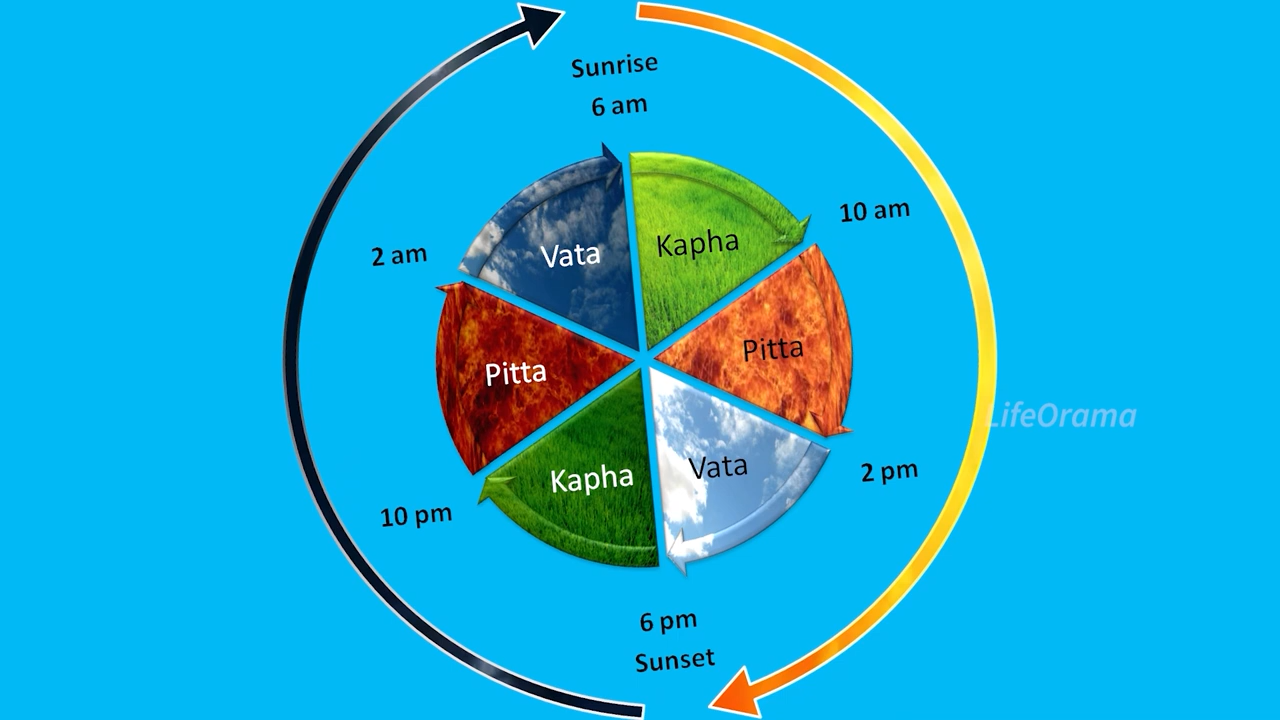 Sunrise
6 am
10 am
2 am
Vata
Kapha
Pitta
Pitta
LifeOrama
Vata
2 pm
Kapha
10 pm
6 pm
Sunset